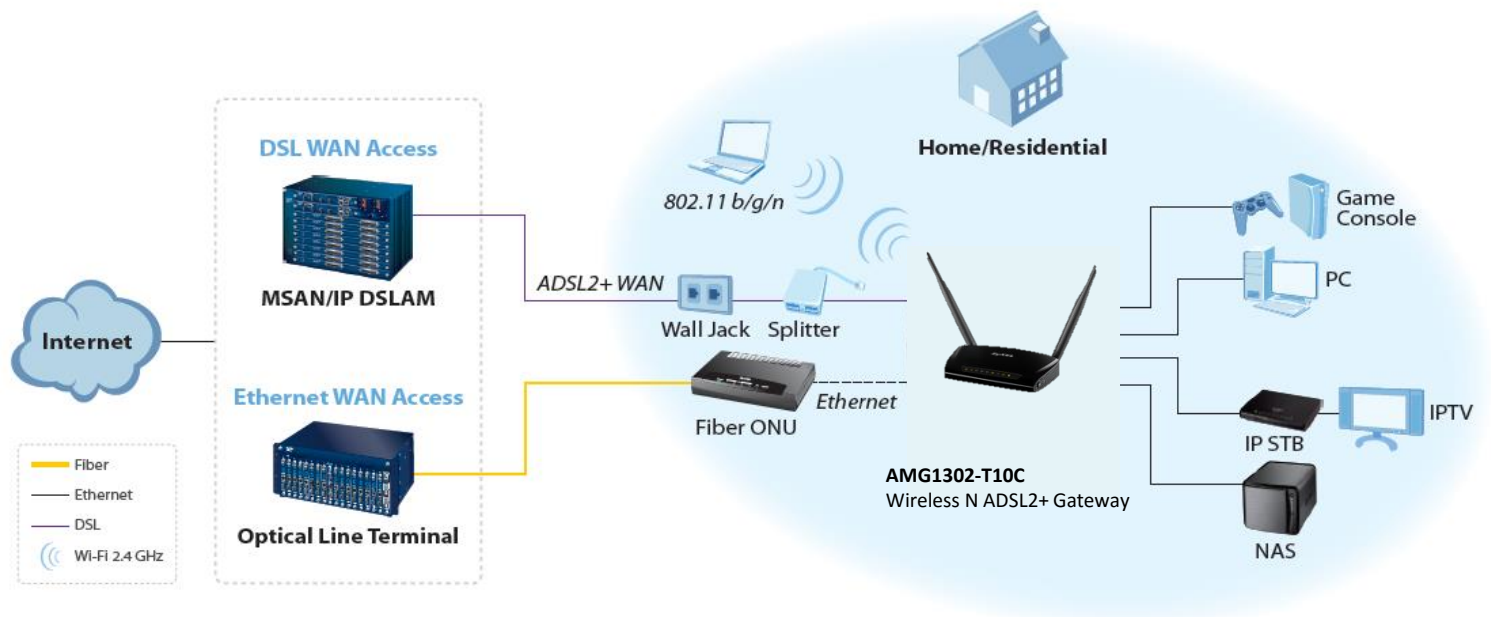 Home/Residential
DSL WAN Access
MSAN/IP DSLAM
Internet
Ethernet WAN Access
Optical Line Terminal
Fiber
Ethernet
DSL
Wi-Fi 2.4 GHz
802.11 b/g/n
ADSL2+ WAN
Wall Jack
Splitter
Fiber ONU
Ethernet
AMG1302-T10C
Wireless N ADSL2+ Gateway
Game
Console
PC
IP STB
IPTV
NAS